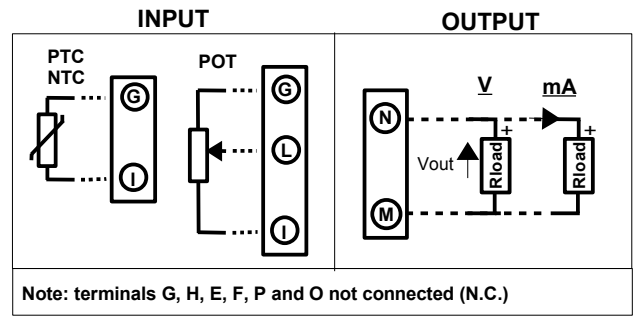 INPUT
OUTPUT
PTC
NTC
POT
G
I
G
L
I
V
mA
N
M
Vout
+
Rload
+
Rload
Note: terminals G, H, E, F, P and O not connected (N.C.)